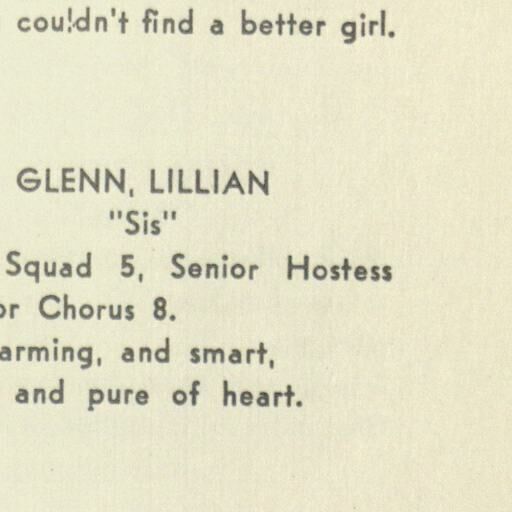 couldn't find a better girl.
GLENN, LILLIAN
"Sis"
Squad 5, Senior Hostess
or Chorus 8.
arming, and smart,
and pure of heart.